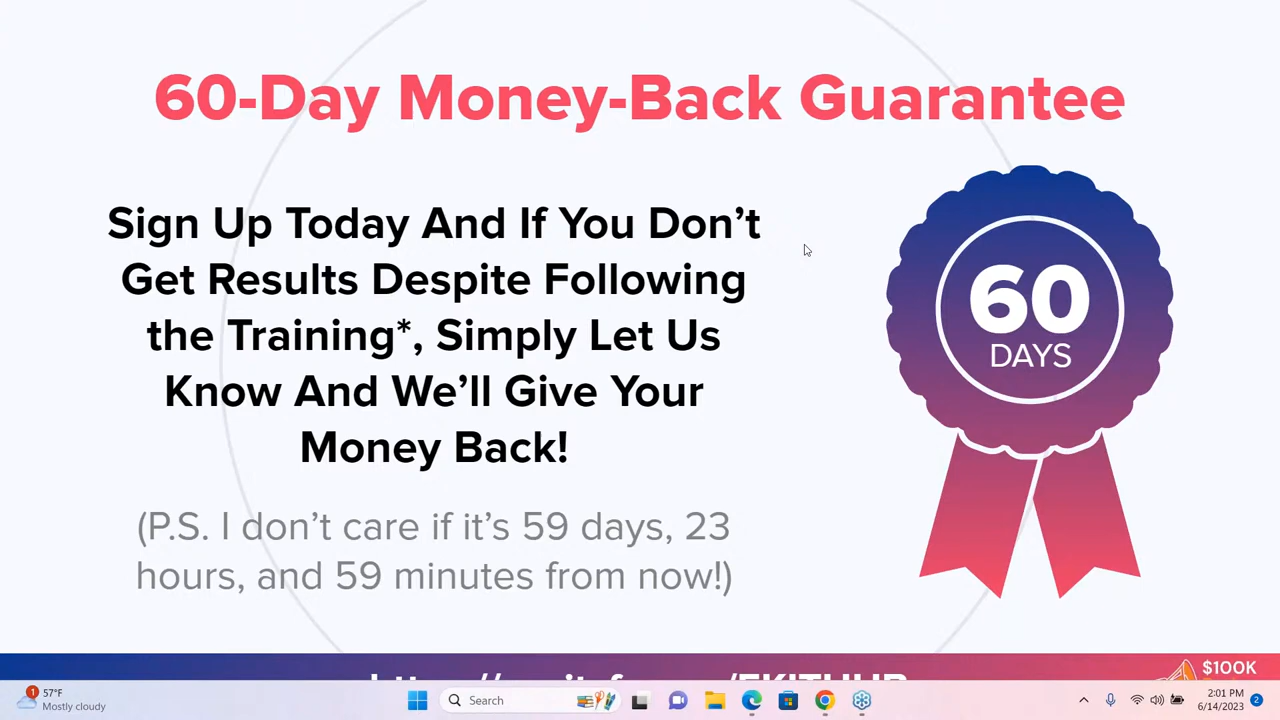 60-Day Money-Back Guarantee
Sign Up Today And If You Don't
Get Results Despite Following
the Training*, Simply Let Us
Know And We'll Give Your
Money Back!
(P.S. I don't care if it's 59 days, 23
hours, and 59 minutes from now!)
60
DAYS
$100K
1
57°F
Mostly cloudy
Search
2:01 PM
6/14/2023
2